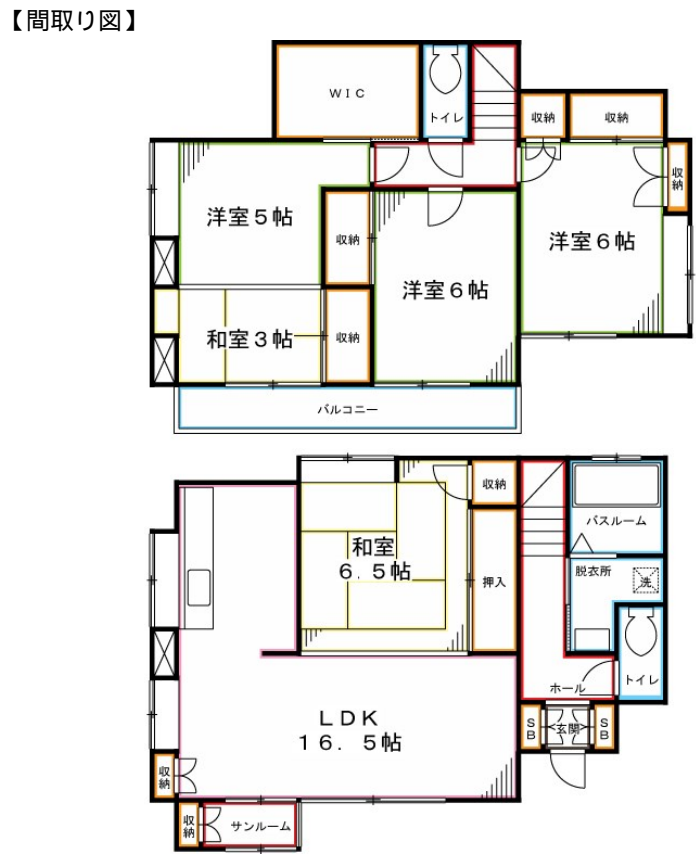 【間取り図】
WIC
トイレ
収納
収納
収納
洋室5帖
収納
洋室6帖
洋室6帖
和室3帖
収納
バルコニー
収納
バスルーム
和室
6.5帖
押入
脱衣所
洗
トイレ
ホール
LDK
16.5帖
SB
玄関
SB
収納
収納
サンルーム